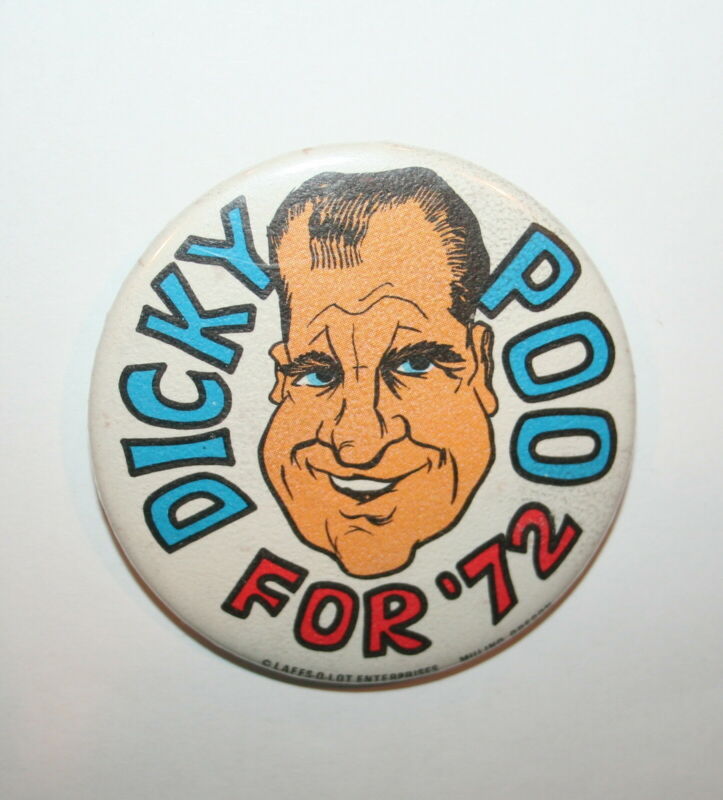 DICKY
POO
FOR '72
© LAFFS-O-LOT ENTERPRISES